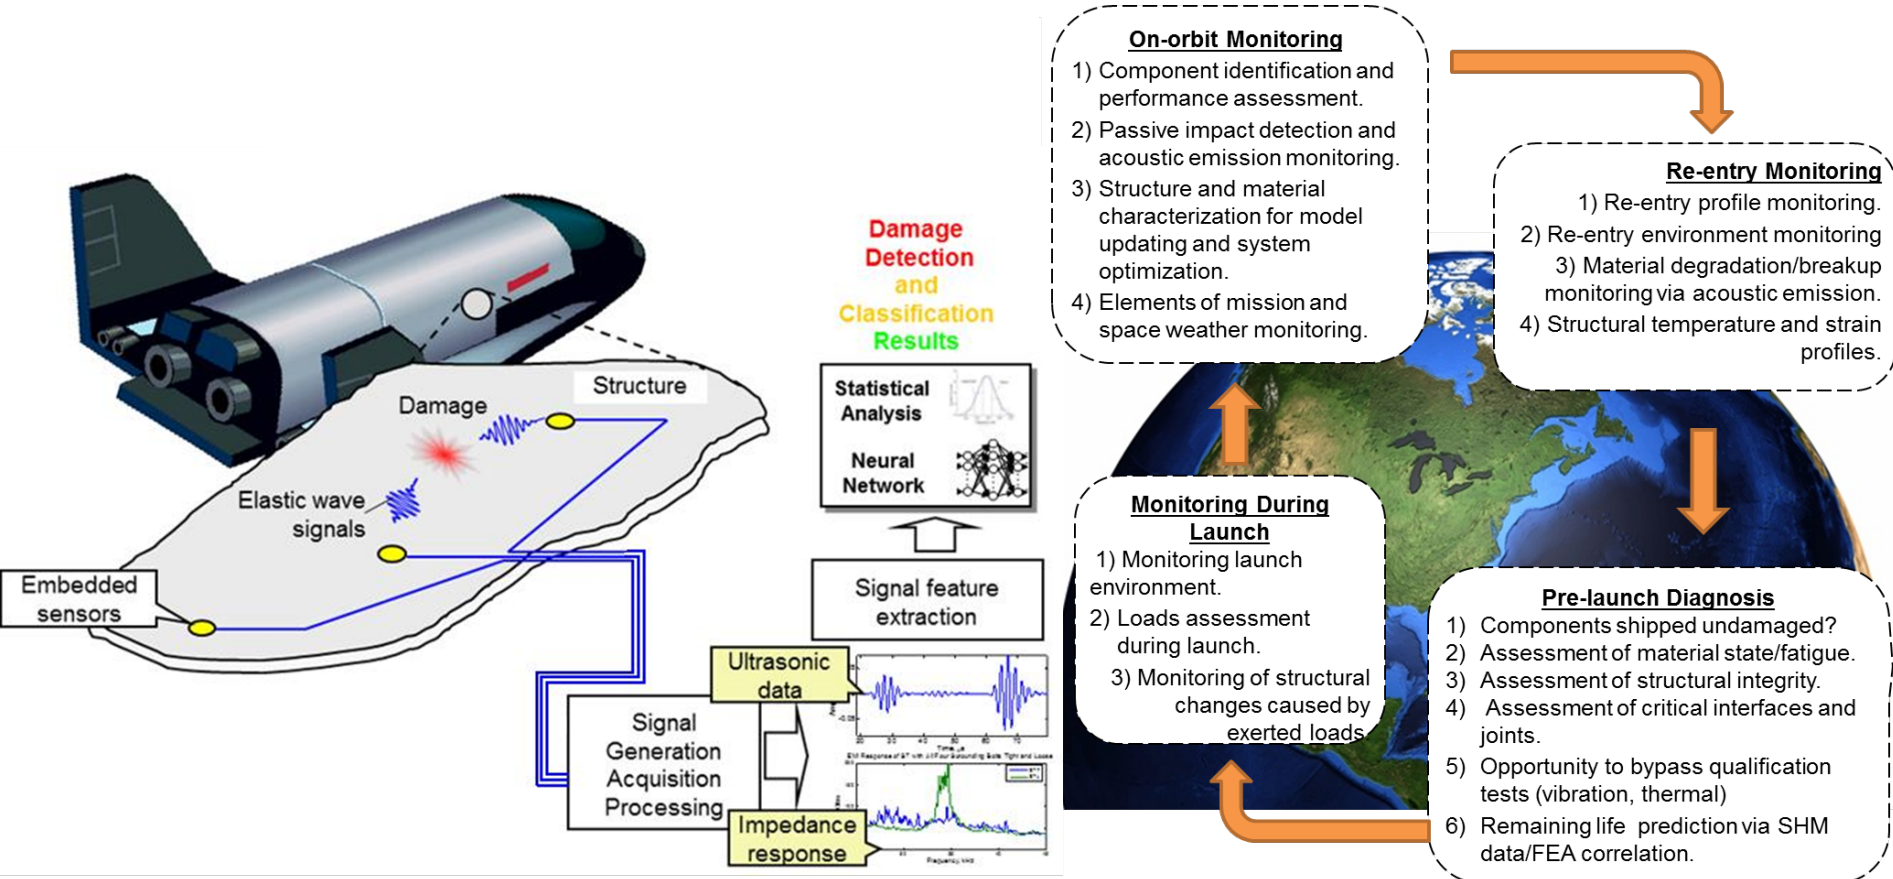 Structure
Damage
Elastic wave
signals
Embedded
sensors
Damage
Detection
and
Classification
Results
Statistical
Analysis
Neural
Network
Signal feature
extraction
Ultrasonic
data
Signal
Generation
Acquisition
Processing
Impedance
response
Time, µs
Frequency, kHz
On-orbit Monitoring
1) Component identification and
performance assessment.
2) Passive impact detection and
acoustic emission monitoring.
3) Structure and material
characterization for model
updating and system
optimization.
4) Elements of mission and
space weather monitoring.
Re-entry Monitoring
1) Re-entry profile monitoring.
2) Re-entry environment monitoring
3) Material degradation/breakup
monitoring via acoustic emission.
4) Structural temperature and strain
profiles.
Monitoring During
Launch
1) Monitoring launch
environment.
2) Loads assessment
during launch.
3) Monitoring of structural
changes caused by
exerted loads.
Pre-launch Diagnosis
1) Components shipped undamaged?
2) Assessment of material state/fatigue.
3) Assessment of structural integrity.
4) Assessment of critical interfaces and
joints.
5) Opportunity to bypass qualification
tests (vibration, thermal)
6) Remaining life prediction via SHM
data/FEA correlation.